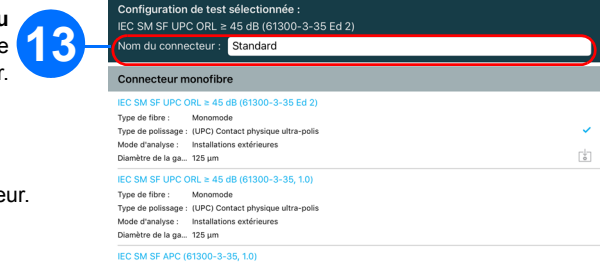 Configuration de test sélectionnée :
IEC SM SF UPC ORL ≥ 45 dB (61300-3-35 Ed 2)
Nom du connecteur : Standard
u
e
r.
13
Connecteur monofibre
IEC SM SF UPC ORL ≥ 45 dB (61300-3-35 Ed 2)
Type de fibre : Monomode
Type de polissage : (UPC) Contact physique ultra-polis
Mode d'analyse : Installations extérieures
Diamètre de la ga... 125 µm
IEC SM SF UPC ORL ≥ 45 dB (61300-3-35, 1.0)
Type de fibre : Monomode
Type de polissage : (UPC) Contact physique ultra-polis
Mode d'analyse : Installations extérieures
Diamètre de la ga... 125 µm
eur.
IEC SM SF APC (61300-3-35, 1.0)